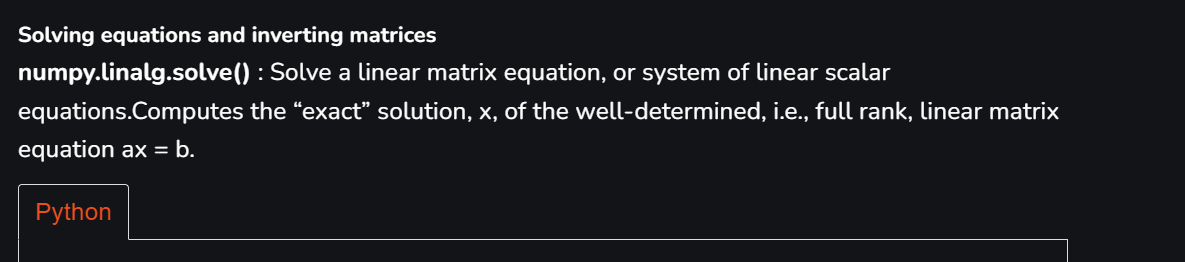 Solving equations and inverting matrices
numpy.linalg.solve() : Solve a linear matrix equation, or system of linear scalar
equations.Computes the “exact” solution, x, of the well-determined, i.e., full rank, linear matrix
equation ax = b.
Python